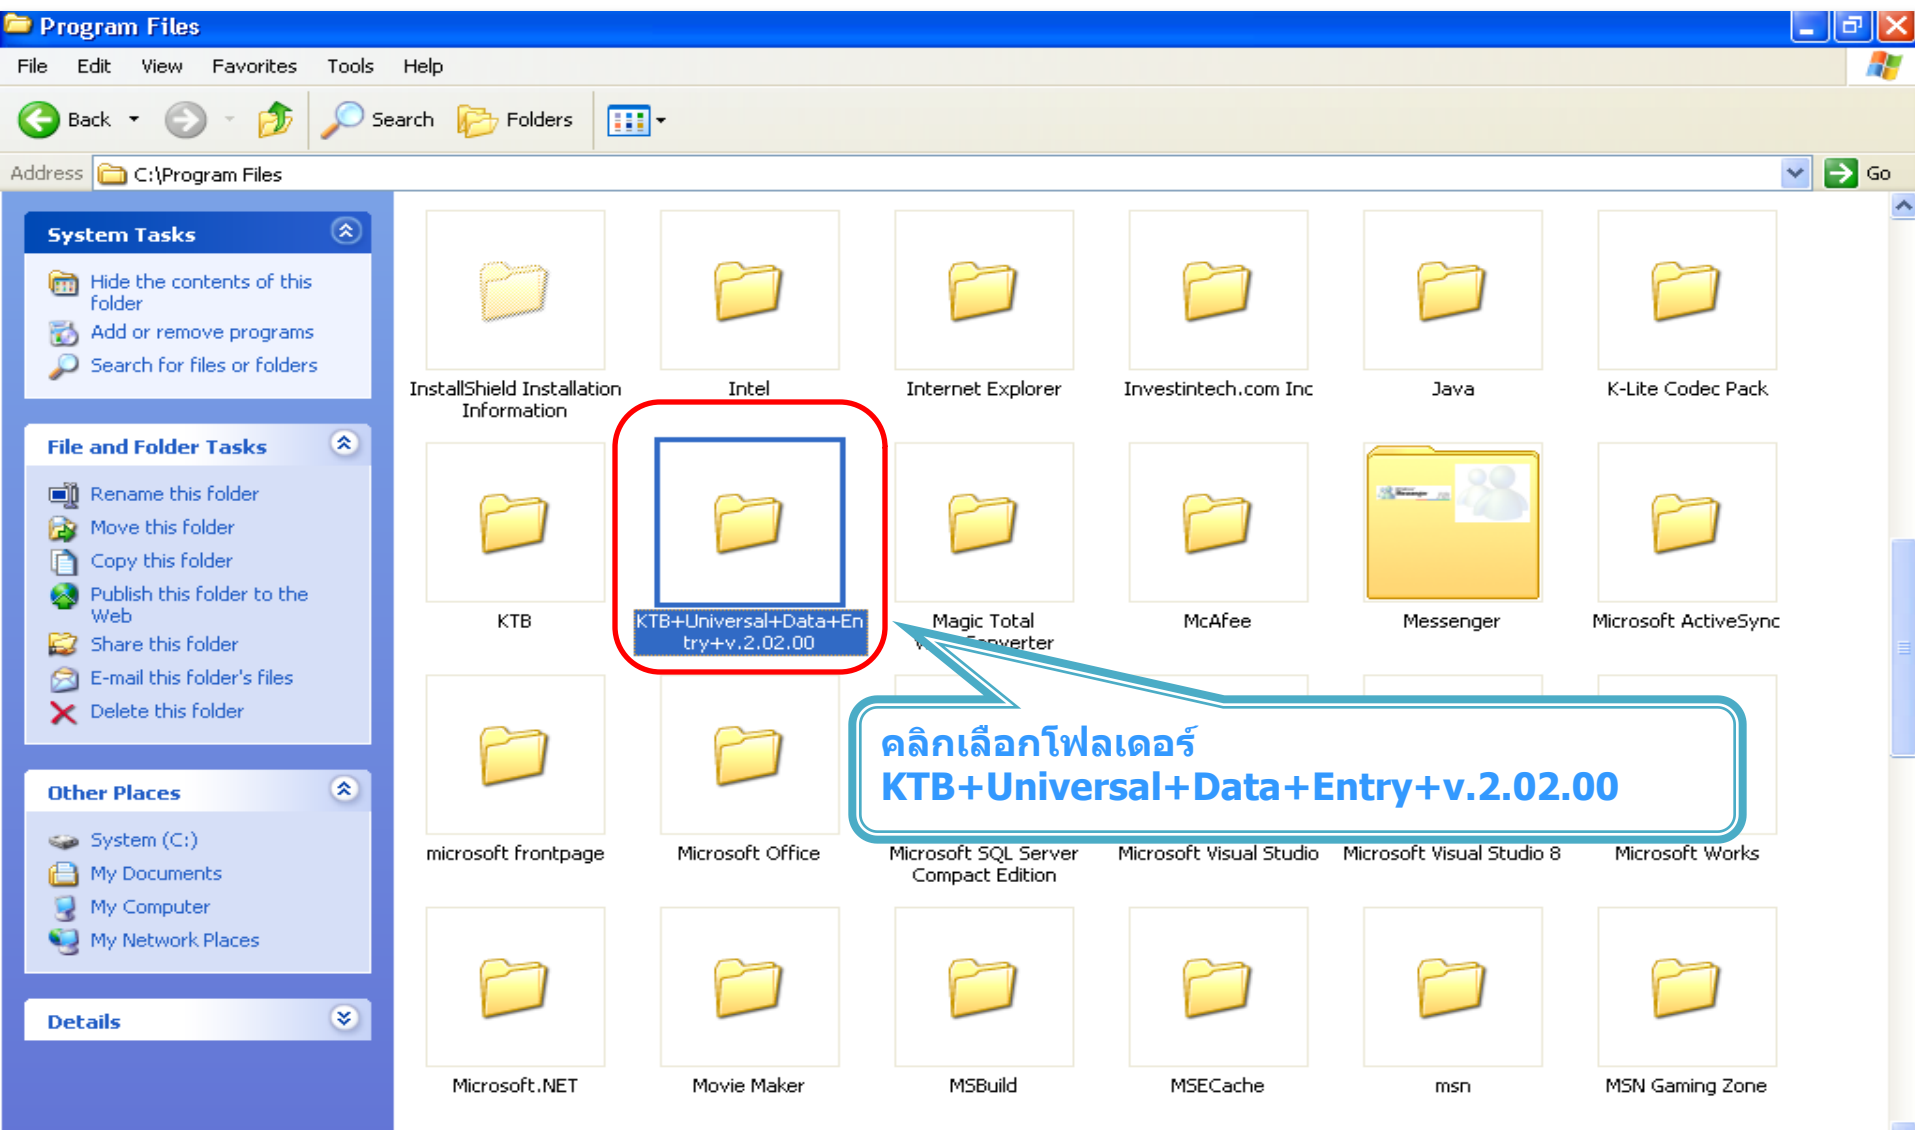 Program Files
File Edit View Favorites Tools Help
Back Search Folders
Address C:\Program Files Go
System Tasks
Hide the contents of this
folder
Add or remove programs
Search for files or folders
File and Folder Tasks
Rename this folder
Move this folder
Copy this folder
Publish this folder to the
Web
Share this folder
E-mail this folder's files
Delete this folder
Other Places
System (C:)
My Documents
My Computer
My Network Places
Details
InstallShield Installation
Information
Intel
Internet Explorer
Investintech.com Inc
Java
K-Lite Codec Pack
KTB
KTB+Universal+Data+En
try+v.2.02.00
Magic Total
Converter
McAfee
Messenger
Microsoft ActiveSync
คลิกเลือกโฟลเดอร์
KTB+Universal+Data+Entry+v.2.02.00
microsoft frontpage
Microsoft Office
Microsoft SQL Server
Compact Edition
Microsoft Visual Studio
Microsoft Visual Studio 8
Microsoft Works
Microsoft.NET
Movie Maker
MSBuild
MSECache
msn
MSN Gaming Zone